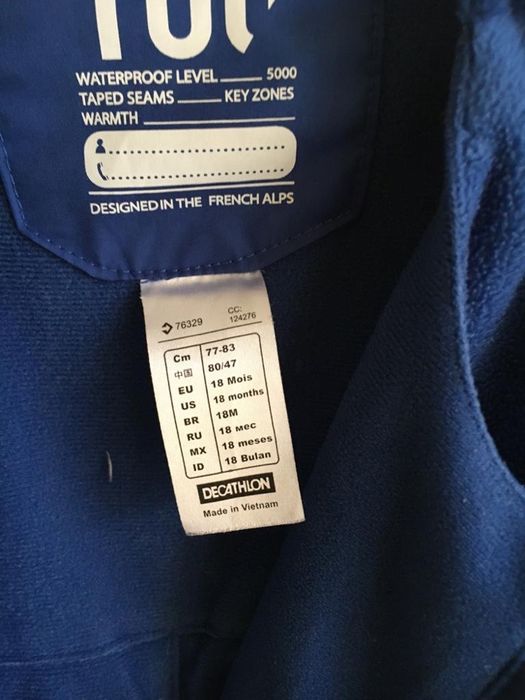 WATERPROOF LEVEL 5000
TAPED SEAMS KEY ZONES
WARMTH
DESIGNED IN THE FRENCH ALPS
76329 CC: 124276
Cm 77-83
中国 80/47
EU 18 Mois
US 18 months
BR 18M
RU 18 мес
MX 18 meses
ID 18 Bulan
DECATHLON
Made in Vietnam